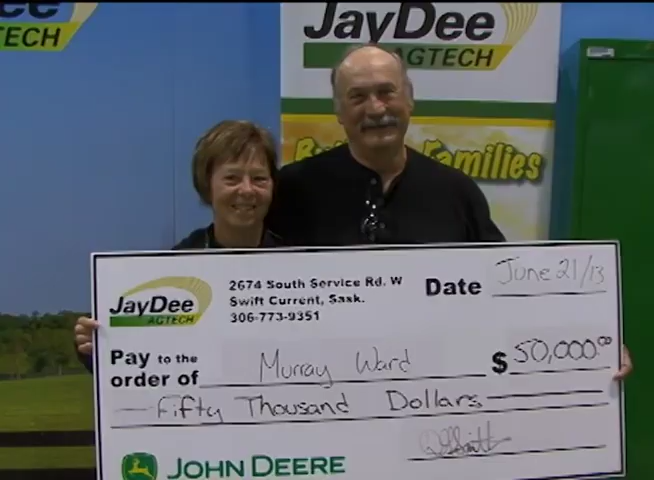 AGTECH
JayDee
AGTECH
Families
JayDee
AGTECH
2674 South Service Rd. W
Swift Current, Sask.
306-773-9351
Date June 21/13
Pay to the
order of Murray Ward $ 50,000.00
Fifty Thousand Dollars
JOHN DEERE